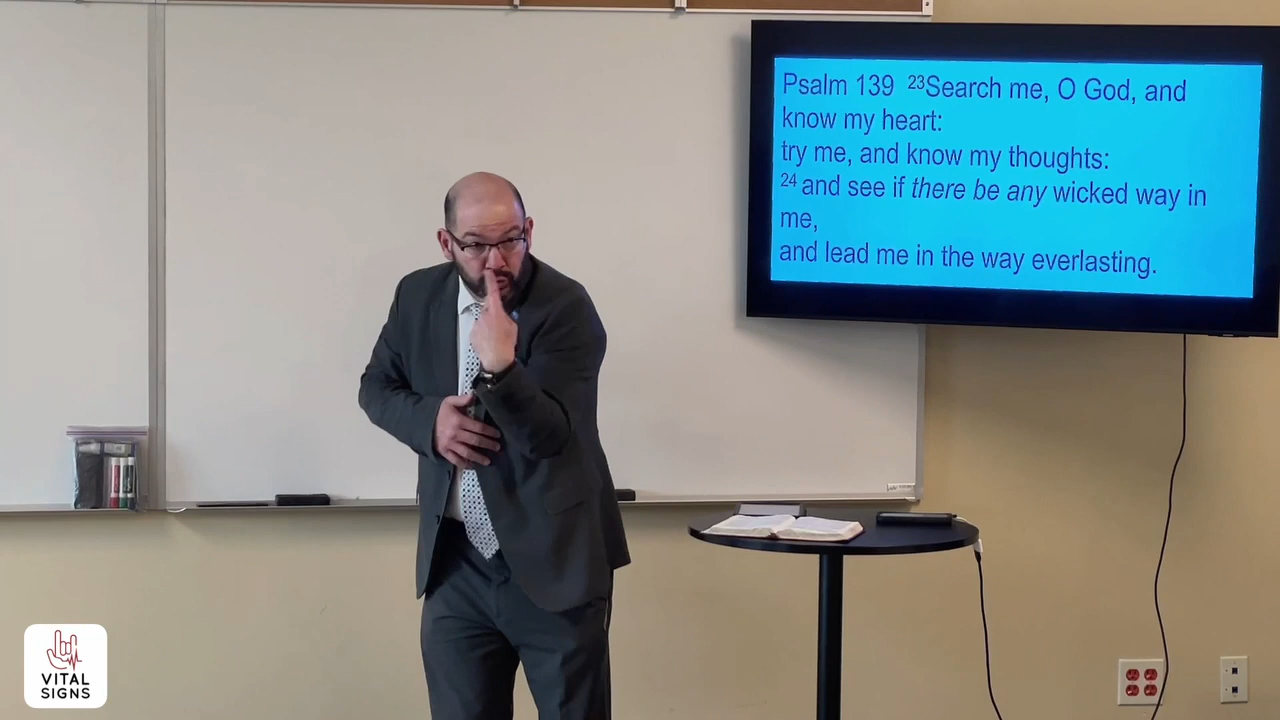 Psalm 139 ²³Search me, O God, and
know my heart:
try me, and know my thoughts:
²⁴ and see if there be any wicked way in
me,
and lead me in the way everlasting.
VITAL
SIGNS